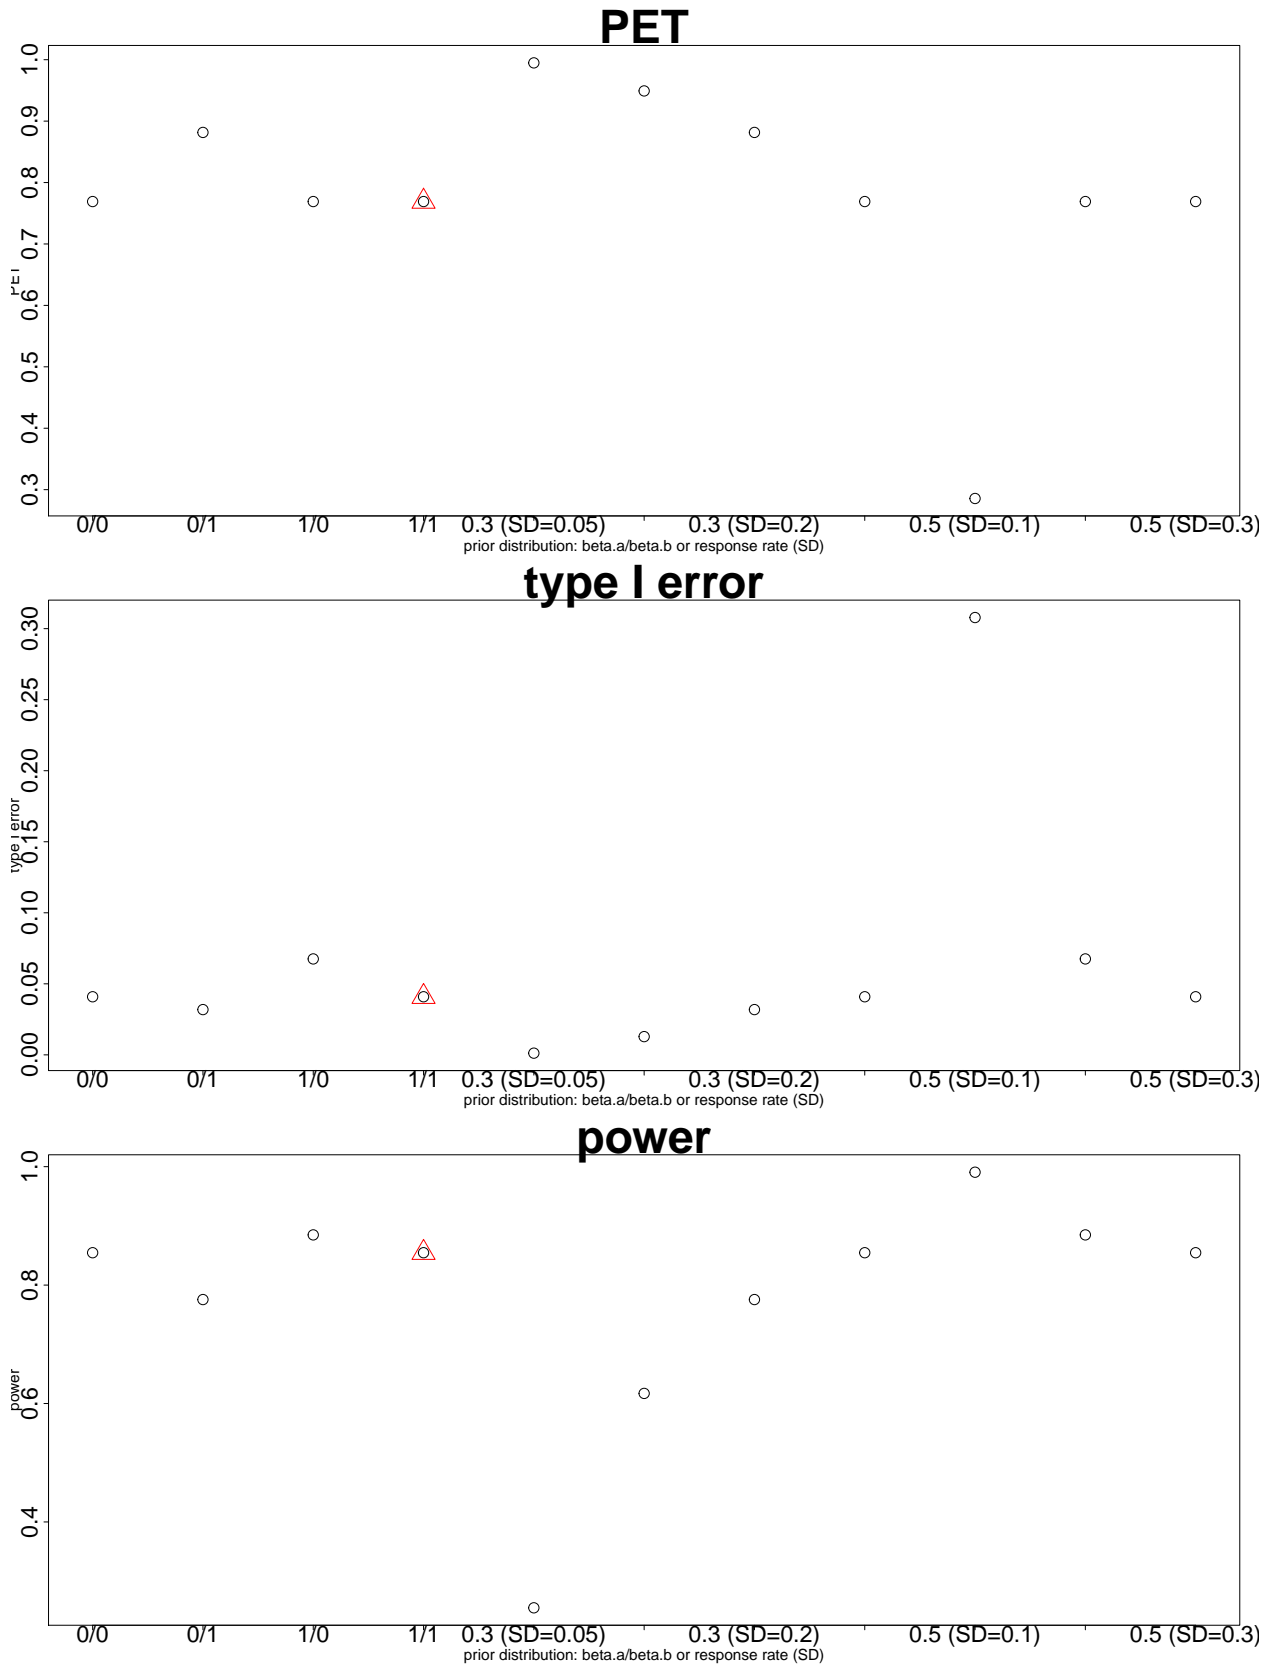 PET
1.0
0.9
0.8
0.7
0.6
0.5
0.4
0.3
PET
0/0 0/1 1/0 1/1 0.3 (SD=0.05) 0.3 (SD=0.2) 0.5 (SD=0.1) 0.5 (SD=0.3)
prior distribution: beta.a/beta.b or response rate (SD)
type I error
0.30
0.25
0.20
0.15
0.10
0.05
0.00
type I error
0/0 0/1 1/0 1/1 0.3 (SD=0.05) 0.3 (SD=0.2) 0.5 (SD=0.1) 0.5 (SD=0.3)
prior distribution: beta.a/beta.b or response rate (SD)
power
1.0
0.8
0.6
0.4
power
0/0 0/1 1/0 1/1 0.3 (SD=0.05) 0.3 (SD=0.2) 0.5 (SD=0.1) 0.5 (SD=0.3)
prior distribution: beta.a/beta.b or response rate (SD)